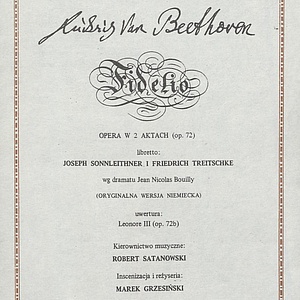 Ludwig van Beethoven
Fidelio
OPERA W 2 AKTACH (op. 72)
libretto:
JOSEPH SONNLEITHNER I FRIEDRICH TREITSCHKE
wg dramatu Jean Nicolas Bouilly
(ORYGINALNA WERSJA NIEMIECKA)
uwertura:
Leonore III (op. 72b)
Kierownictwo muzyczne:
ROBERT SATANOWSKI
Inscenizacja i reżyseria:
MAREK GRZESIŃSKI